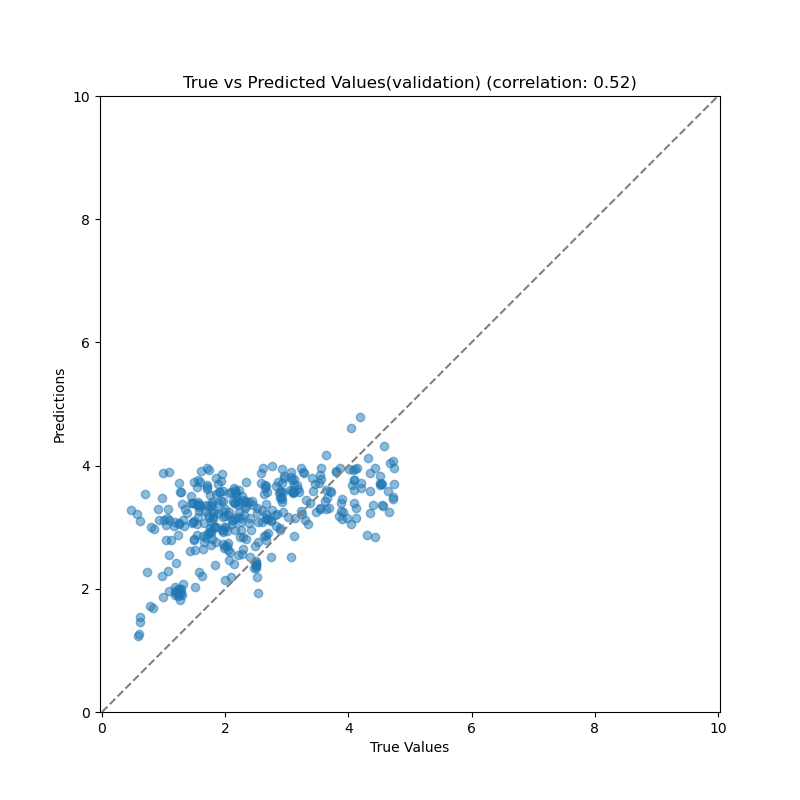 True vs Predicted Values(validation) (correlation: 0.52)
10
8
6
4
2
0
Predictions
0 2 4 6 8 10
True Values